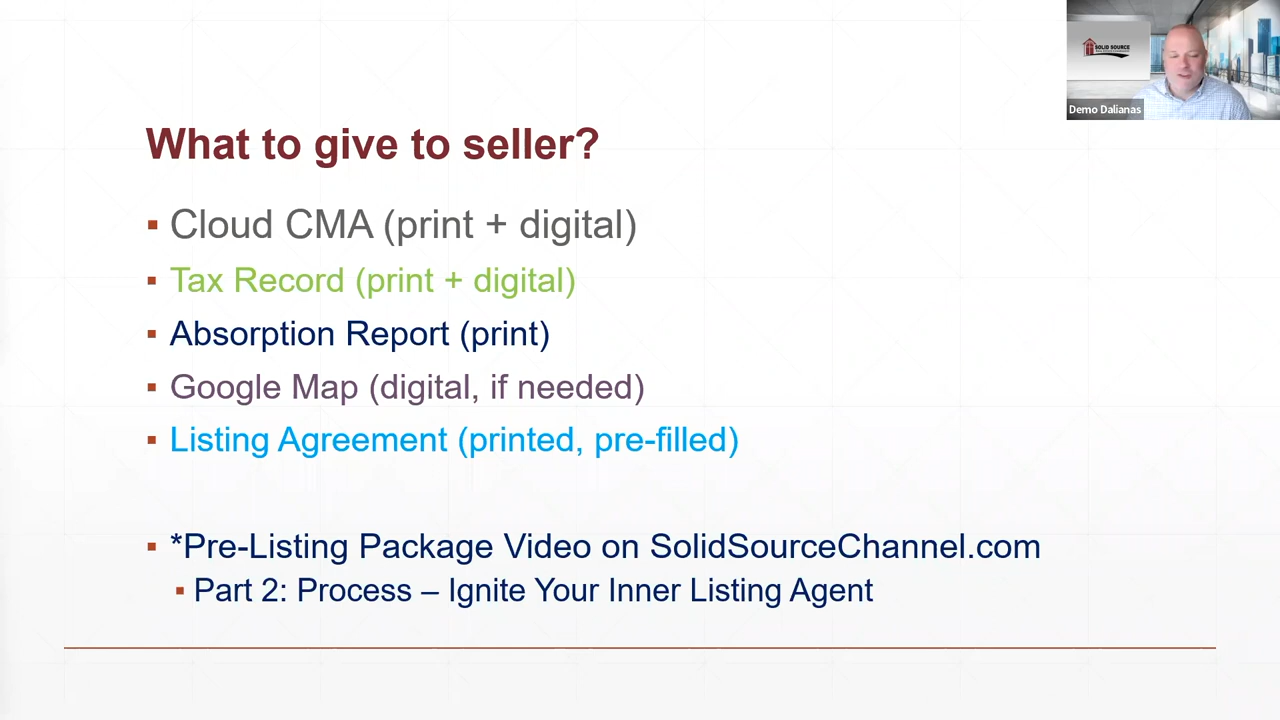 What to give to seller?
Cloud CMA (print + digital)
Tax Record (print + digital)
Absorption Report (print)
Google Map (digital, if needed)
Listing Agreement (printed, pre-filled)
*Pre-Listing Package Video on SolidSourceChannel.com
Part 2: Process – Ignite Your Inner Listing Agent
SOLID SOURCE
Demo Dalianas